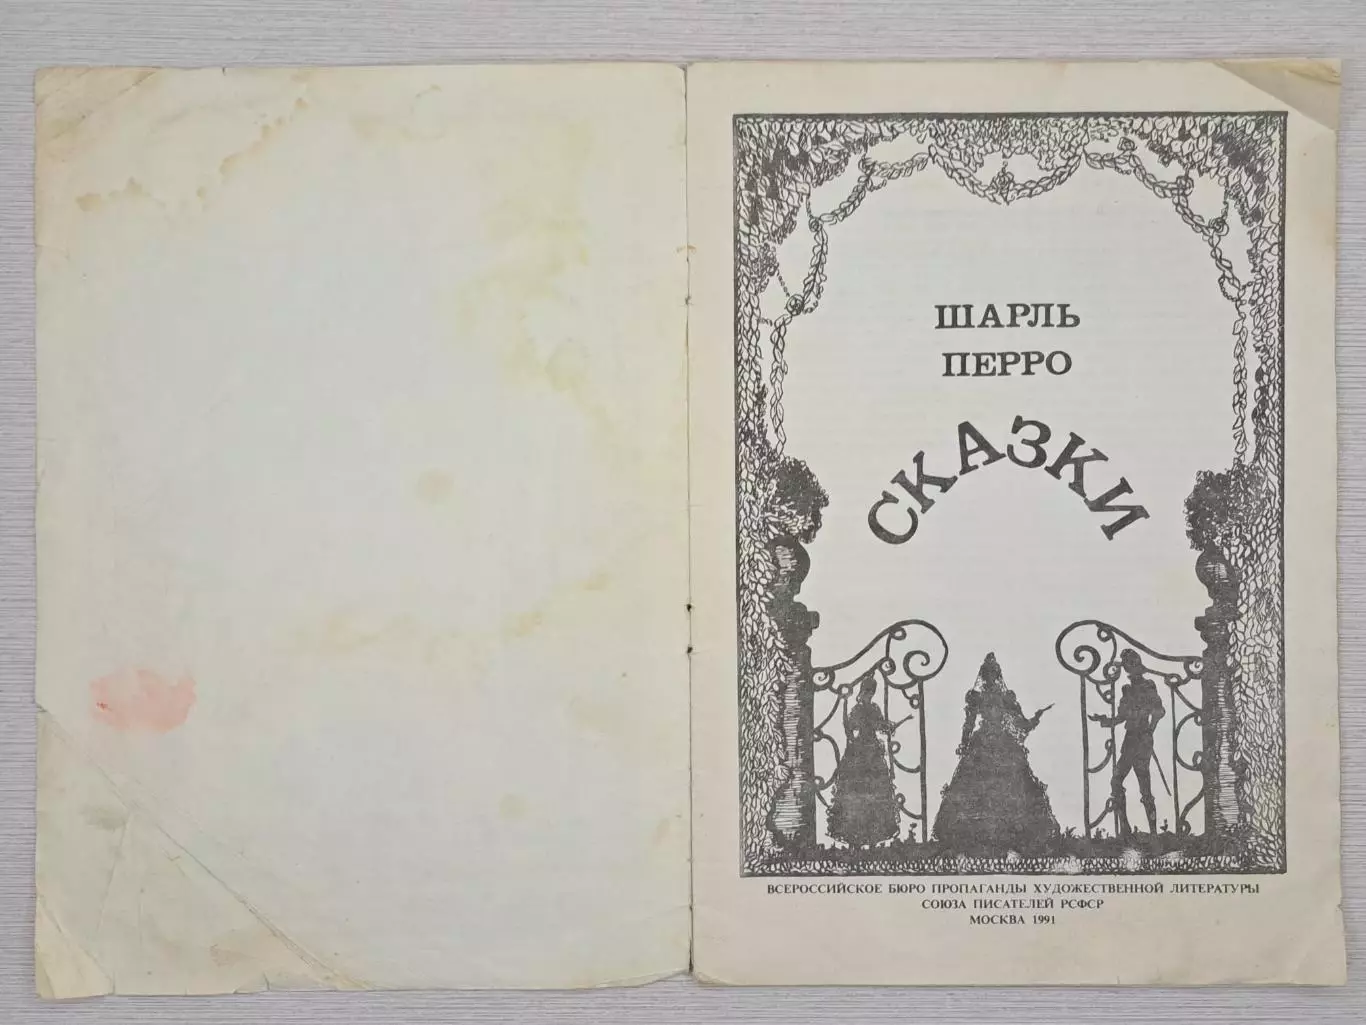 ШАРЛЬ
ПЕРРО
СКАЗКИ
ВСЕРОССИЙСКОЕ БЮРО ПРОПАГАНДЫ ХУДОЖЕСТВЕННОЙ ЛИТЕРАТУРЫ
СОЮЗА ПИСАТЕЛЕЙ РСФСР
МОСКВА 1991